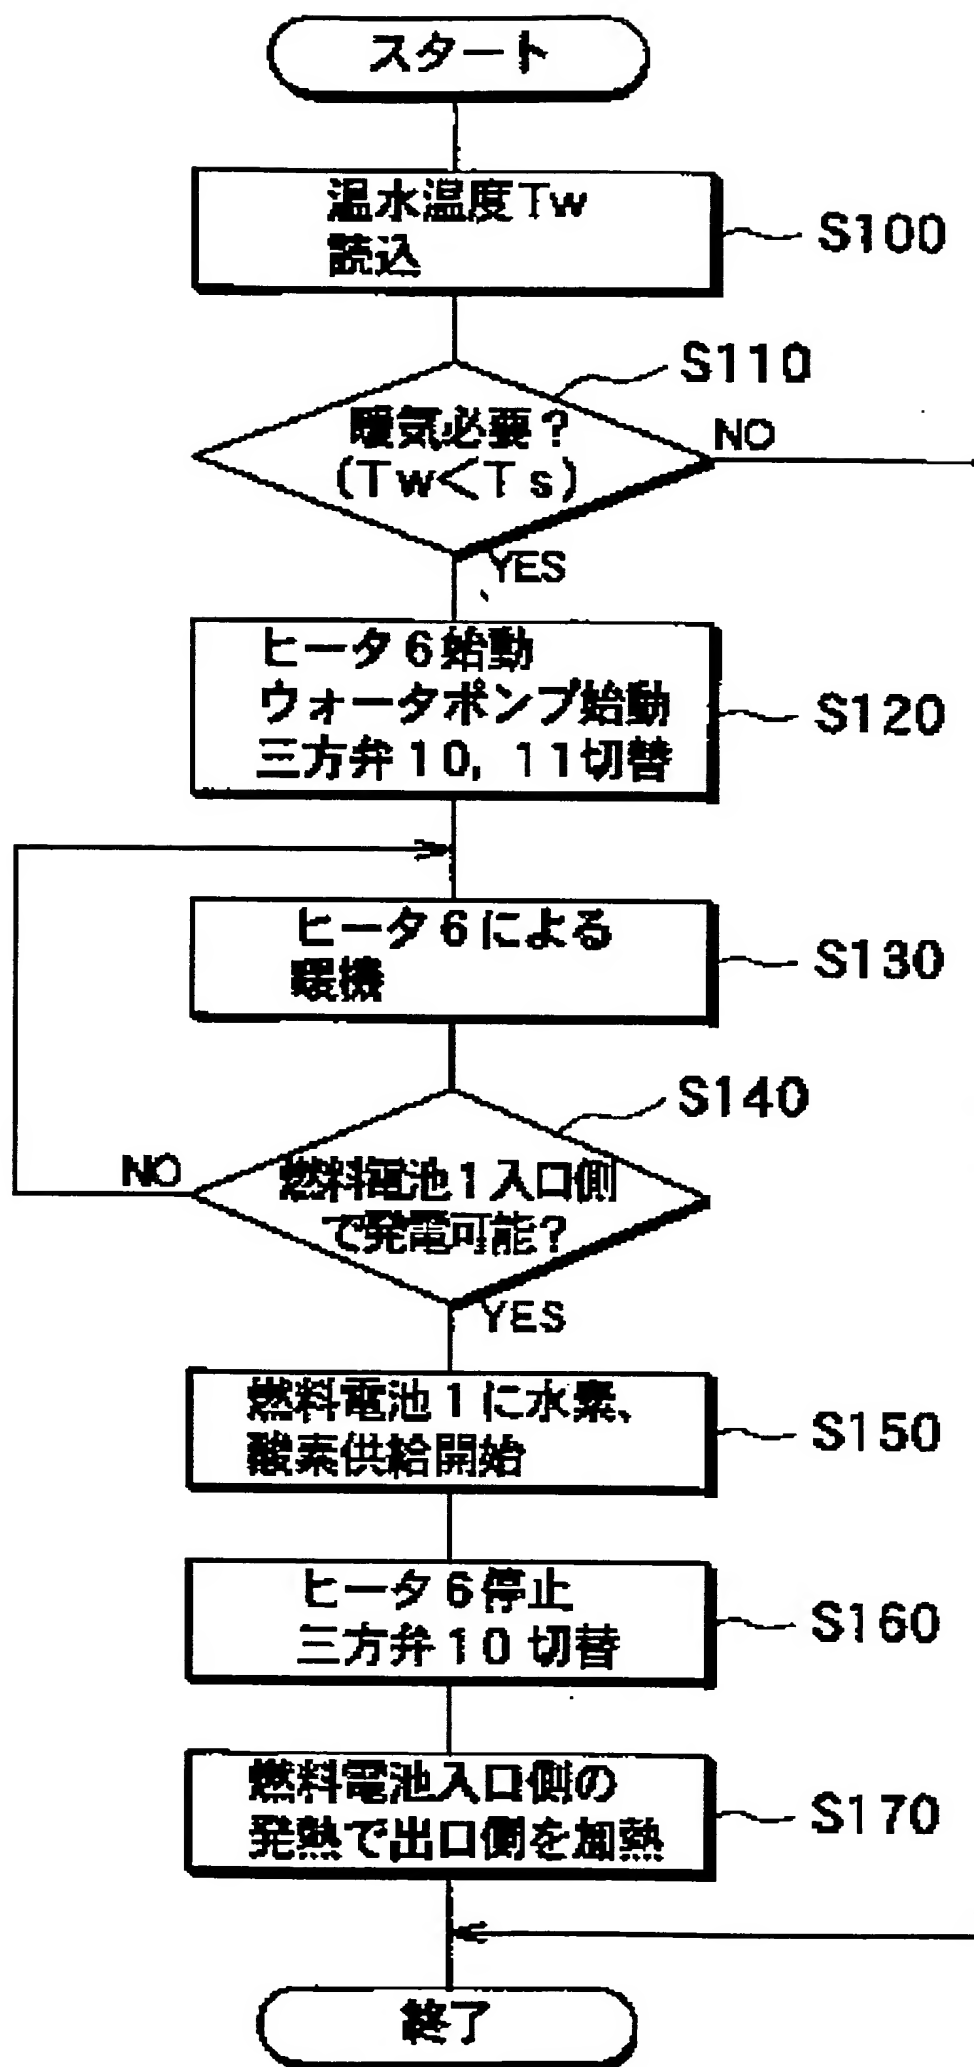 スタート
温水温度Tw
読込
S100
S110
暖気必要?
(Tw<Ts)
NO
YES
ヒータ6始動
ウォータポンプ始動
三方弁10, 11切替
S120
ヒータ6による
暖機
S130
S140
燃料電池1入口側
で発電可能?
NO
YES
燃料電池1に水素、
酸素供給開始
S150
ヒータ6停止
三方弁10切替
S160
燃料電池入口側の
発熱で出口側を加熱
S170
終了